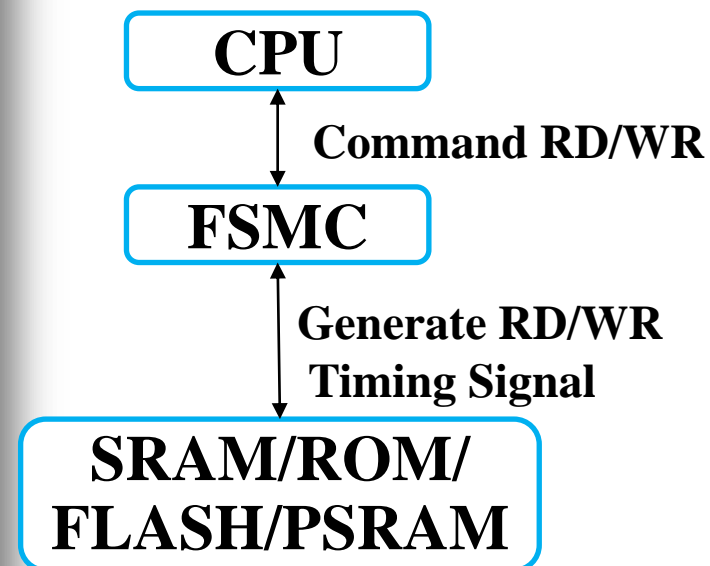 CPU
Command RD/WR
FSMC
Generate RD/WR
Timing Signal
SRAM/ROM/
FLASH/PSRAM